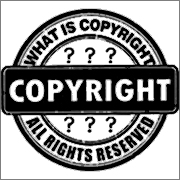 WHAT IS COPYRIGHT
? ? ?
COPYRIGHT
? ? ?
ALL RIGHTS RESERVED